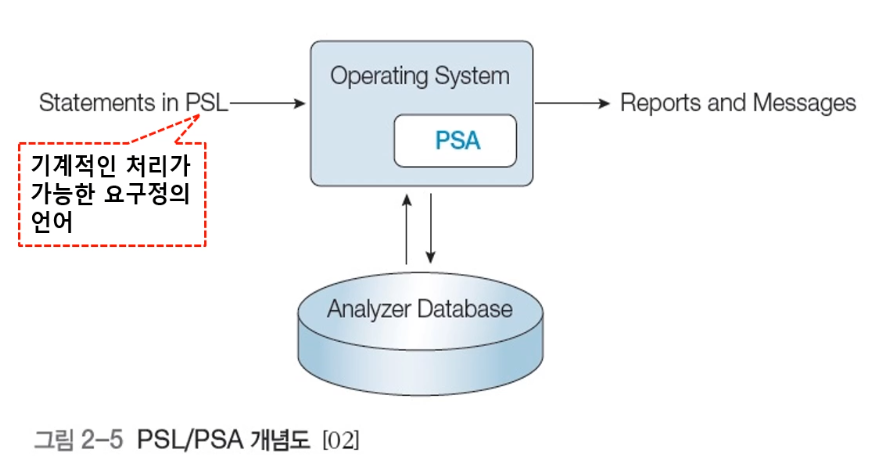 Operating System
PSA
Statements in PSL
Reports and Messages
기계적인 처리가
가능한 요구정의
언어
Analyzer Database
그림 2–5 PSL/PSA 개념도 [02]